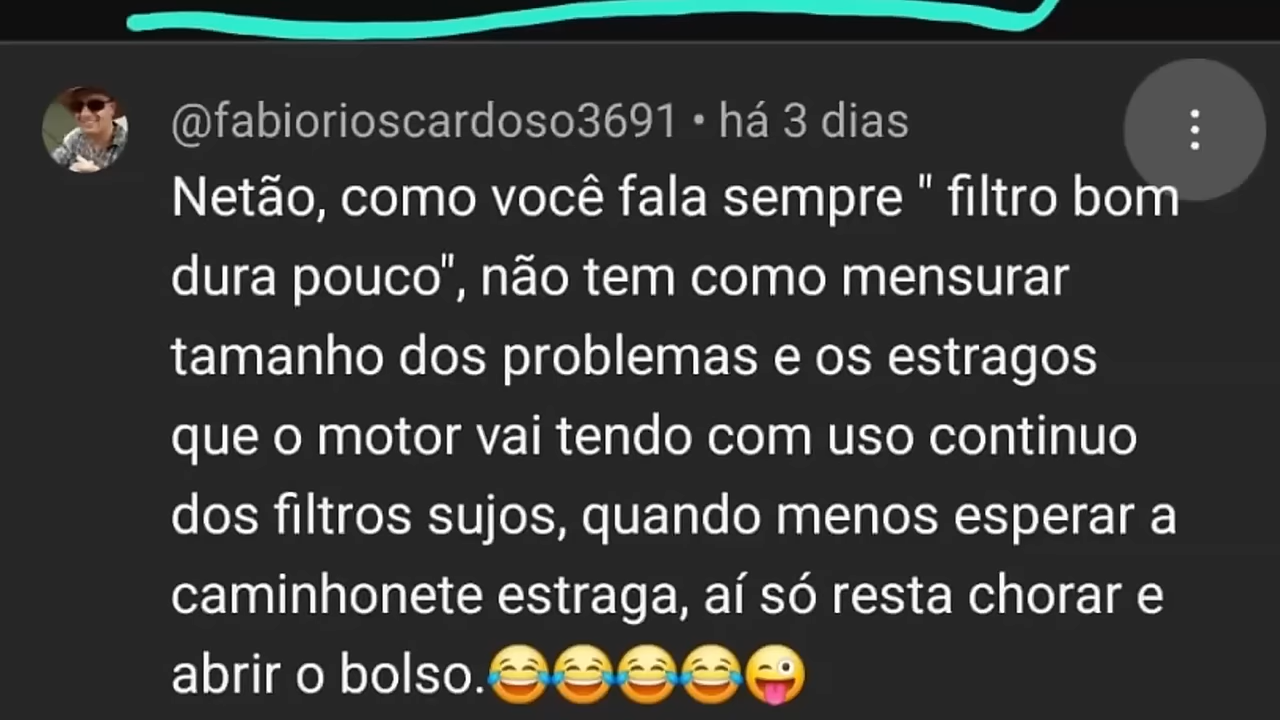 @fabiorioscardoso3691 • há 3 dias
Netão, como você fala sempre " filtro bom
dura pouco", não tem como mensurar
tamanho dos problemas e os estragos
que o motor vai tendo com uso continuo
dos filtros sujos, quando menos esperar a
caminhonete estraga, aí só resta chorar e
abrir o bolso.😂😂😂😂😜